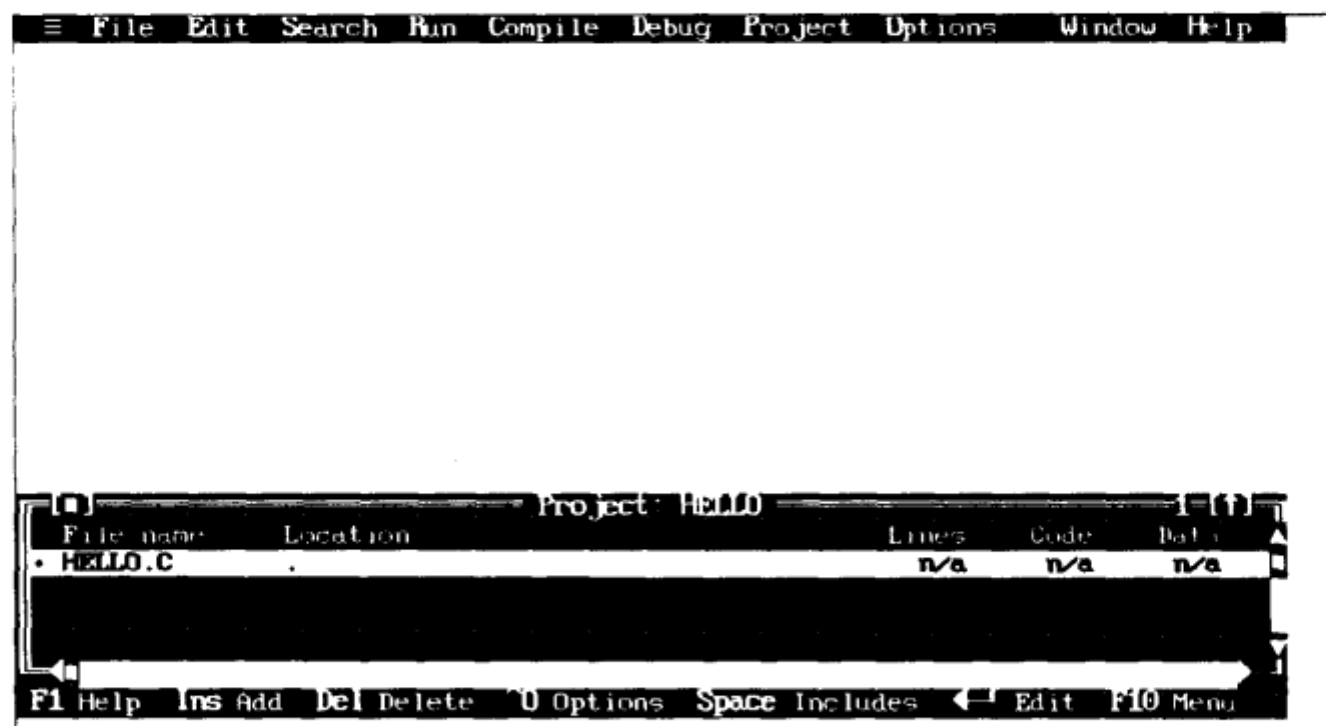 ≡ File Edit Search Run Compile Debug Project Options Window Help
Project: HELLO 1
File name Location Lines Code Data
• HELLO.C . n/a n/a n/a
F1 Help Ins Add Del Delete ^O Options Space Includes ←┘ Edit F10 Menu